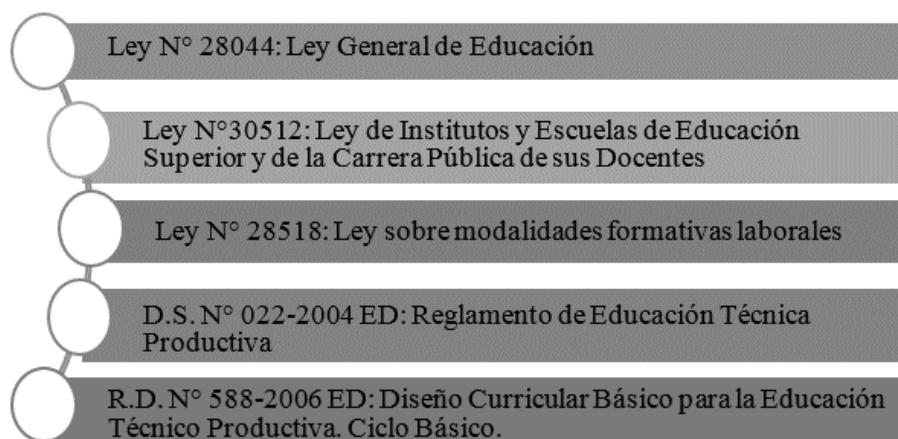 Ley N° 28044: Ley General de Educación
Ley N°30512: Ley de Institutos y Escuelas de Educación
Superior y de la Carrera Pública de sus Docentes
Ley N° 28518: Ley sobre modalidades formativas laborales
D.S. N° 022-2004 ED: Reglamento de Educación Técnica
Productiva
R.D. N° 588-2006 ED: Diseño Curricular Básico para la Educación
Técnico Productiva. Ciclo Básico.